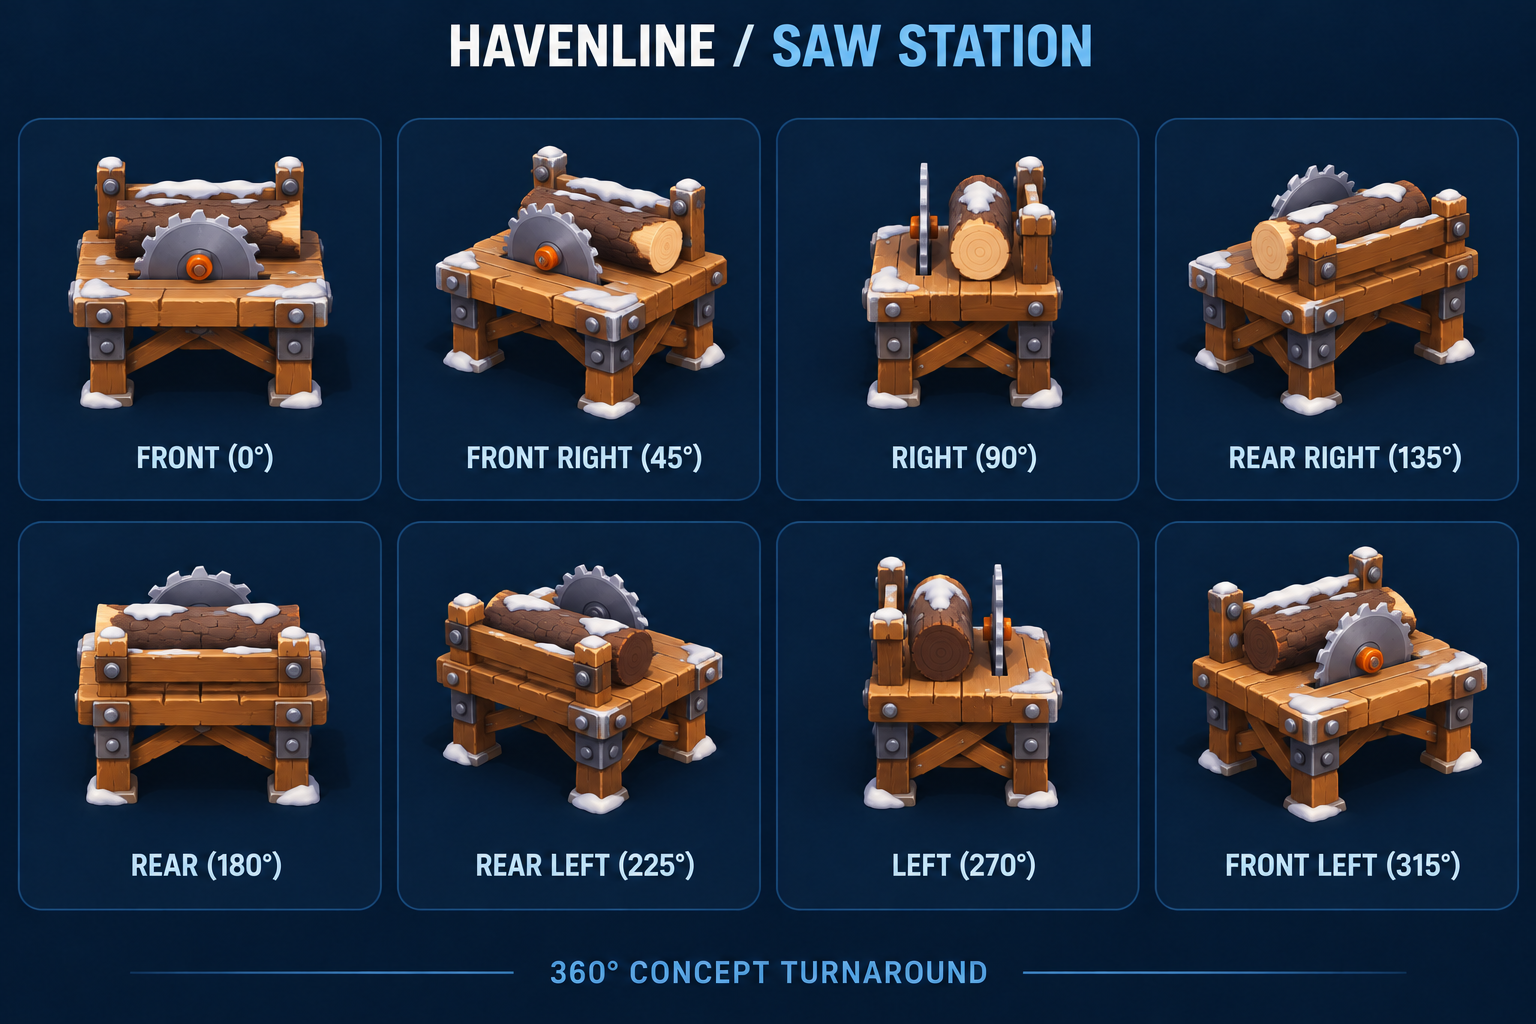 HAVENLINE / SAW STATION
FRONT (0°)
FRONT RIGHT (45°)
RIGHT (90°)
REAR RIGHT (135°)
REAR (180°)
REAR LEFT (225°)
LEFT (270°)
FRONT LEFT (315°)
360° CONCEPT TURNAROUND